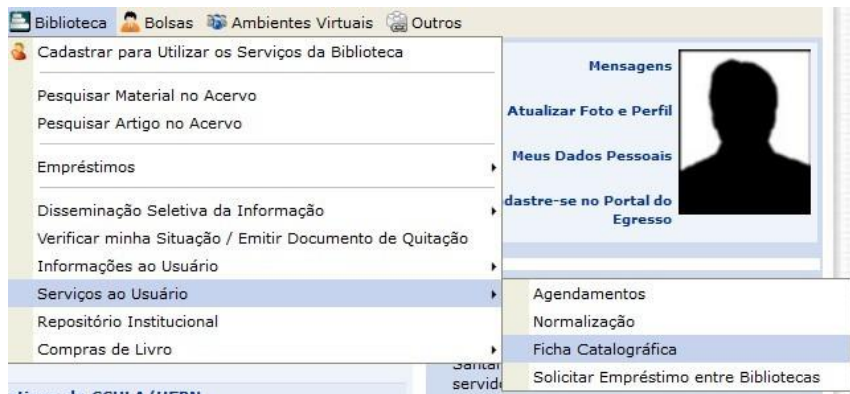 Biblioteca Bolsas Ambientes Virtuais Outros
Cadastrar para Utilizar os Serviços da Biblioteca
Pesquisar Material no Acervo
Pesquisar Artigo no Acervo
Empréstimos
Disseminação Seletiva da Informação
Verificar minha Situação / Emitir Documento de Quitação
Informações ao Usuário
Serviços ao Usuário
Repositório Institucional
Compras de Livro
Mensagens
Atualizar Foto e Perfil
Meus Dados Pessoais
dastre-se no Portal do
Egresso
Agendamentos
Normalização
Ficha Catalográfica
Solicitar Empréstimo entre Bibliotecas
servid